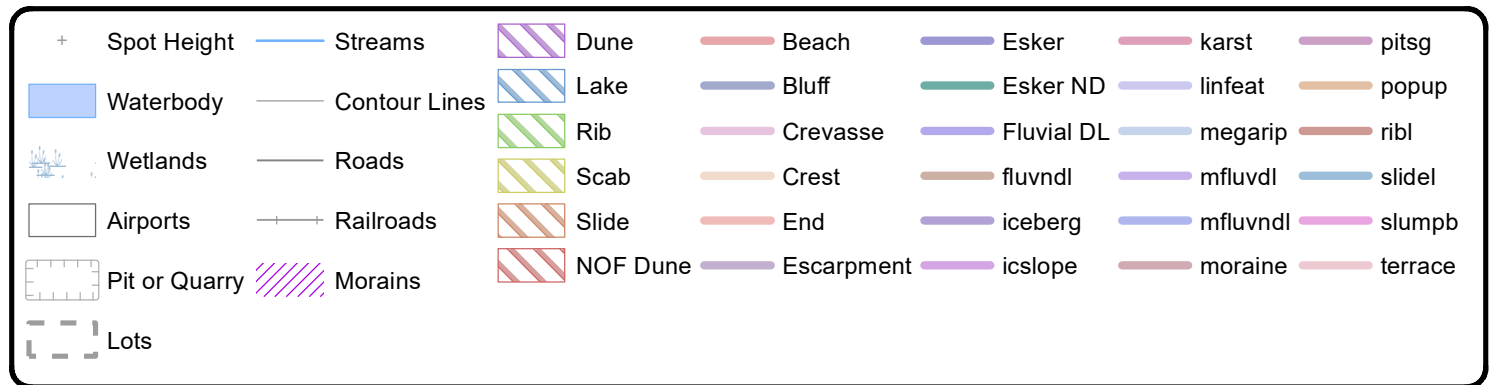 Spot Height
Waterbody
Wetlands
Airports
Pit or Quarry
Lots
Streams
Contour Lines
Roads
Railroads
Morains
Dune
Lake
Rib
Scab
Slide
NOF Dune
Beach
Bluff
Crevasse
Crest
End
Escarpment
Esker
Esker ND
Fluvial DL
fluvndl
iceberg
icslope
karst
linfeat
megarip
mfluvdl
mfluvndl
moraine
pitsg
popup
ribl
slidel
slumpb
terrace